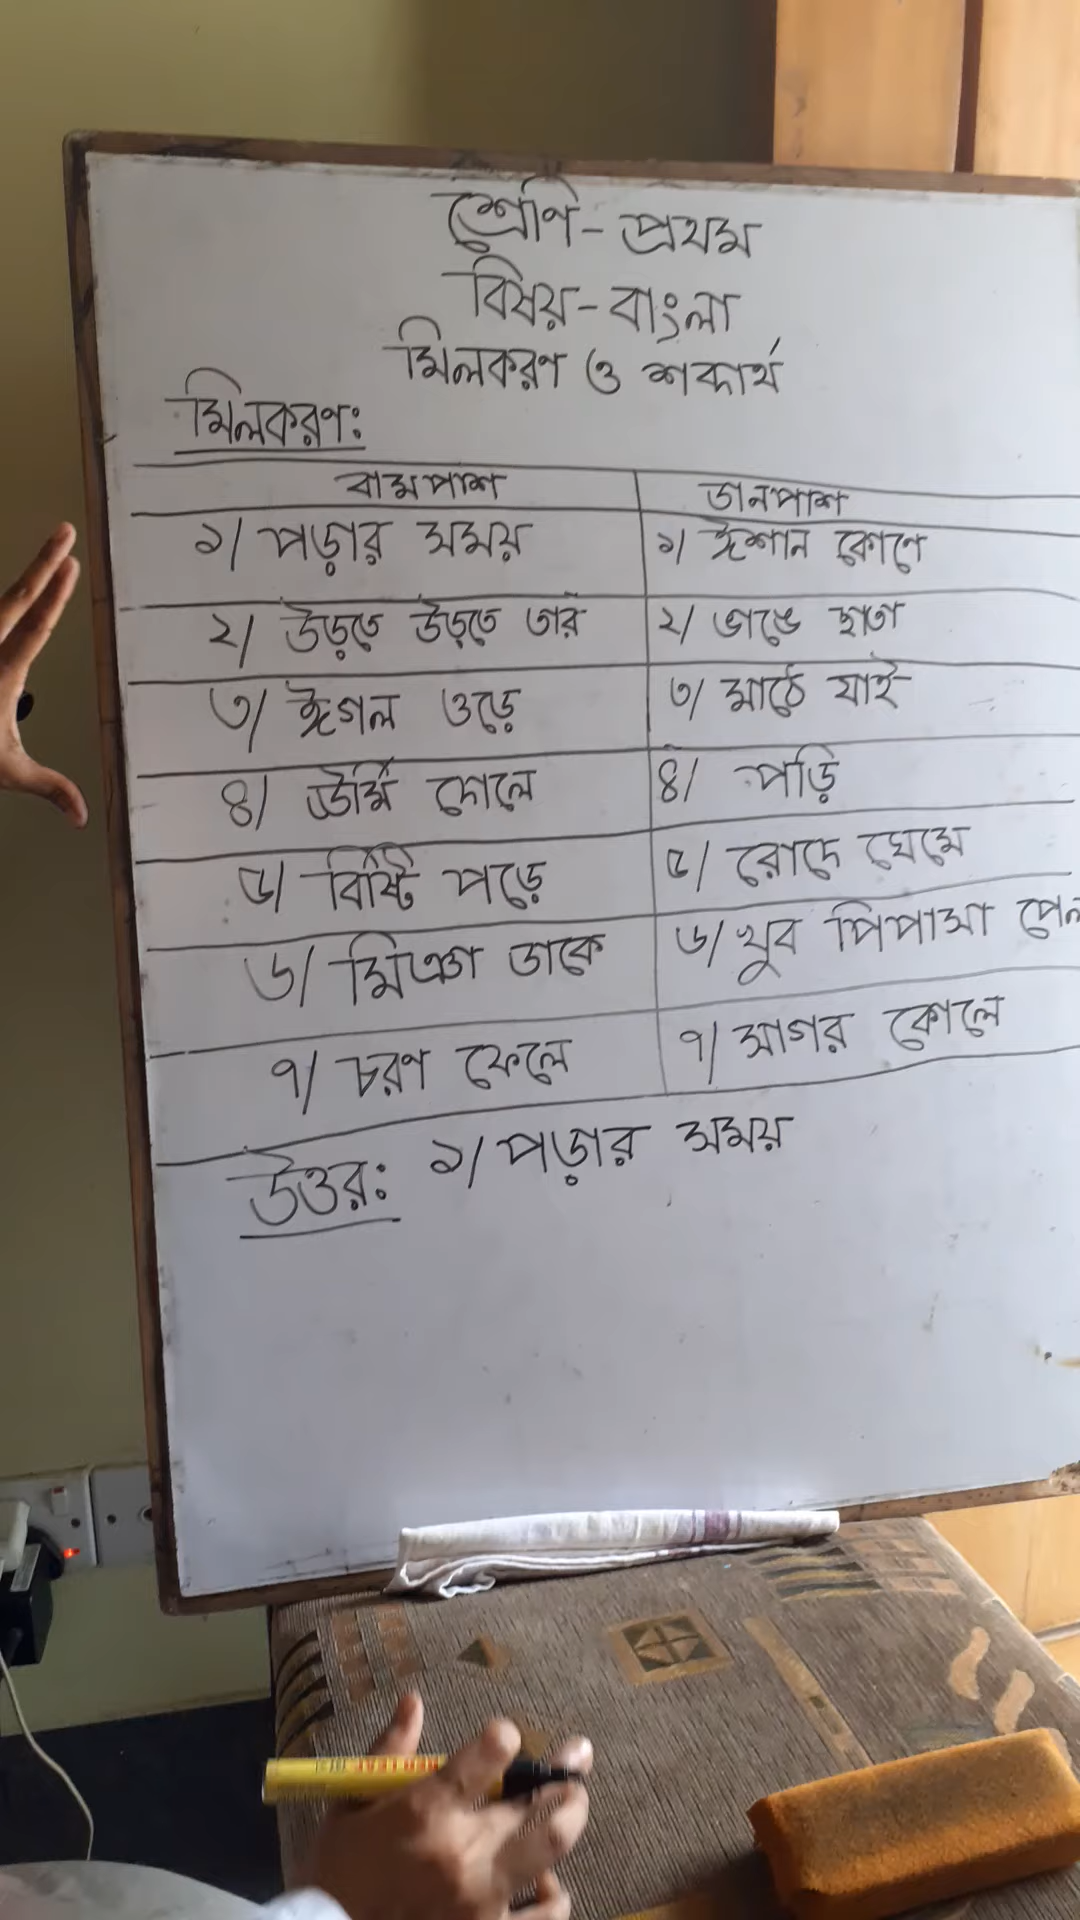 শ্রেণি - প্রথম
বিষয় - বাংলা
মিলকরণ ও শব্দার্থ
মিলকরণঃ
বামপাশ ডানপাশ
১/ পড়ার সময় ১/ ঈশান কোণে
২/ উড়তে উড়তে তার ২/ ভাঙে ছাতা
৩/ ঈগল ওড়ে ৩/ মাঠে যাই
৪/ ঊর্মি দোলে ৪/ পড়ি
৫/ বিষ্টি পড়ে ৫/ রোদে ঘেমে
৬/ মিঞা ডাকে ৬/ খুব পিপাসা পেল
৭/ চরণ ফেলে ৭/ সাগর কোলে
উত্তরঃ ১/ পড়ার সময়